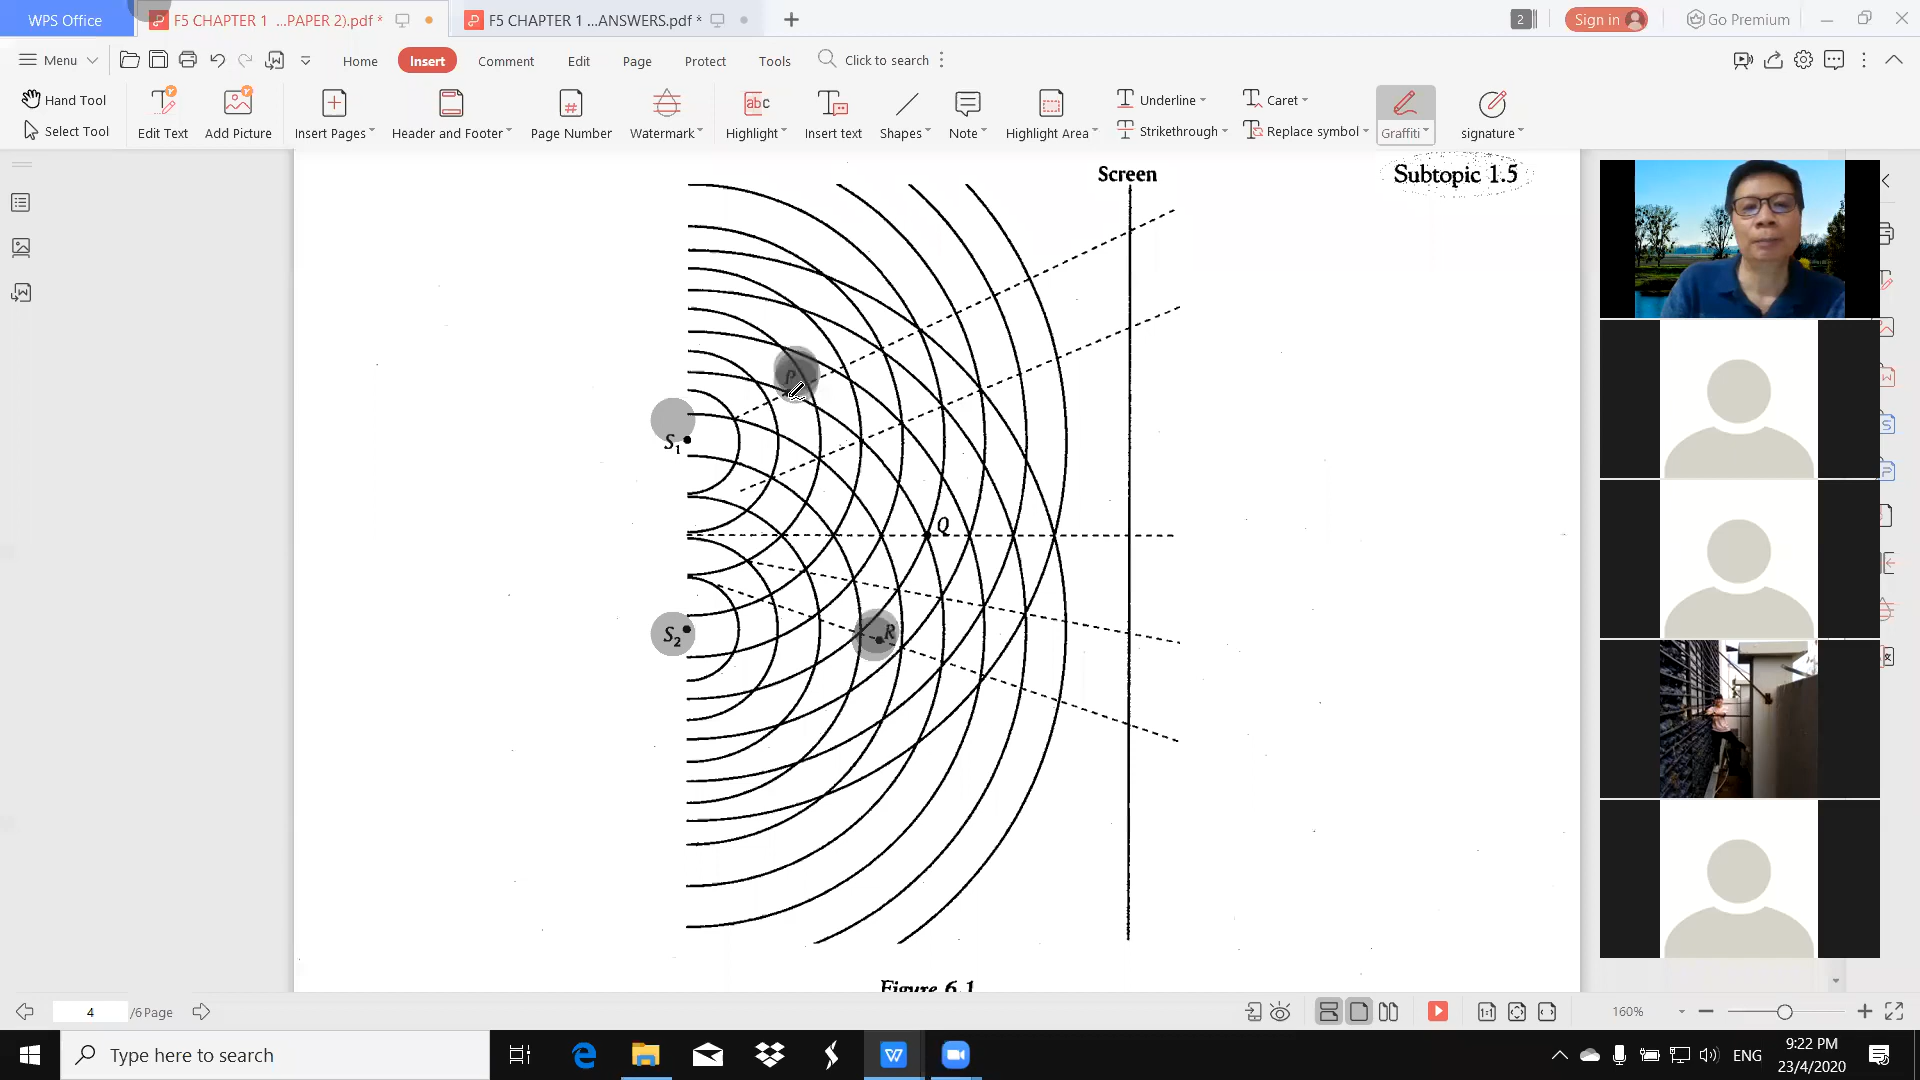 WPS Office
F5 CHAPTER 1 ...PAPER 2).pdf *
F5 CHAPTER 1 ...ANSWERS.pdf *
2
Sign in
Go Premium
Menu
Home
Insert
Comment
Edit
Page
Protect
Tools
Click to search
Hand Tool
Select Tool
Edit Text
Add Picture
Insert Pages
Header and Footer
Page Number
Watermark
Highlight
Insert text
Shapes
Note
Highlight Area
Underline
Strikethrough
Caret
Replace symbol
Graffiti
signature
Screen
Subtopic 1.5
P
S₁
Q
S₂
R
Figure 6.1
4
/6Page
160%
Type here to search
ENG
9:22 PM
23/4/2020